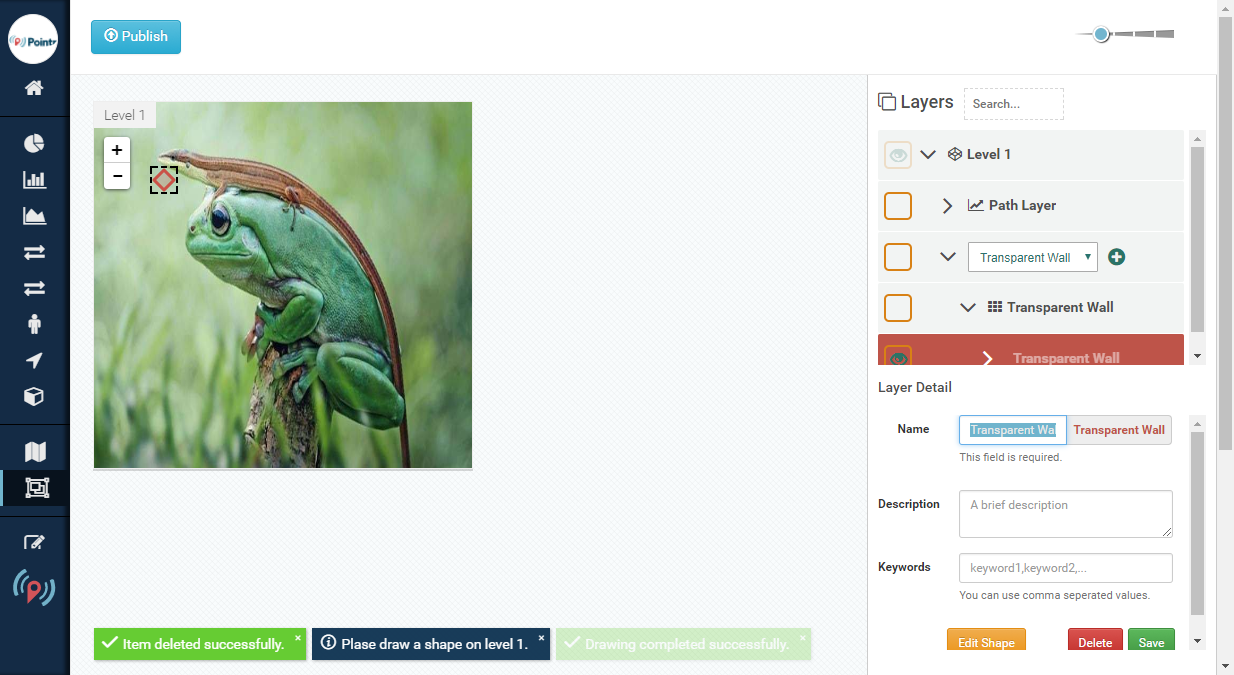 Pointr
Publish
Level 1
+
−
Layers
Search...
Level 1
Path Layer
Transparent Wall
Transparent Wall
Transparent Wall
Layer Detail
Name
Transparent Wa
Transparent Wall
This field is required.
Description
A brief description
Keywords
keyword1,keyword2,...
You can use comma seperated values.
Edit Shape
Delete
Save
Item deleted successfully. ×
Plase draw a shape on level 1. ×
Drawing completed successfully. ×